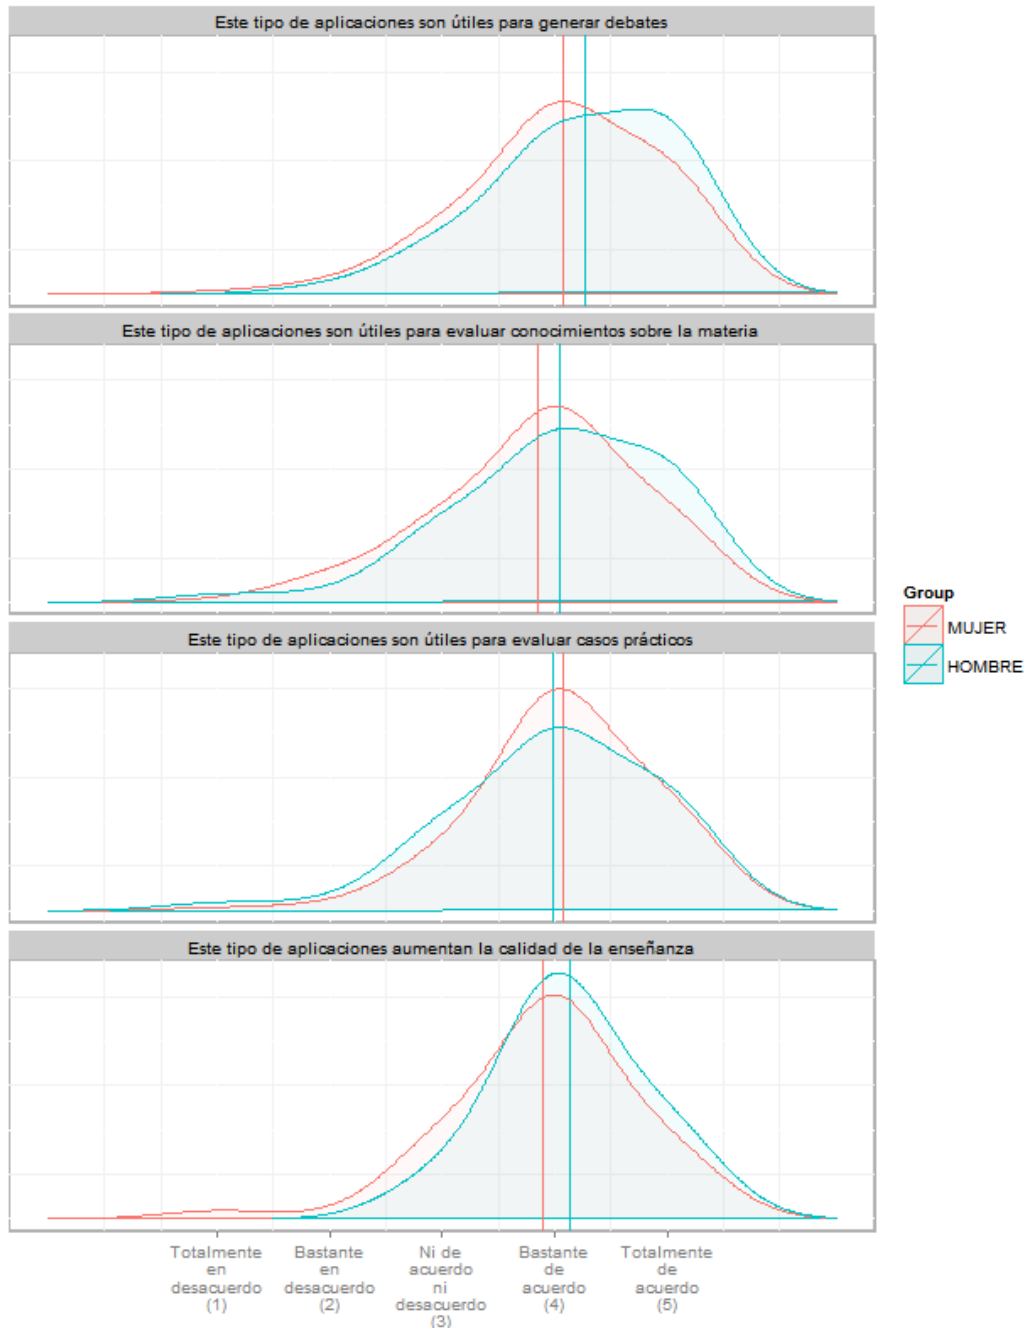 Este tipo de aplicaciones son útiles para generar debates
Este tipo de aplicaciones son útiles para evaluar conocimientos sobre la materia
Group
MUJER
HOMBRE
Este tipo de aplicaciones son útiles para evaluar casos prácticos
Este tipo de aplicaciones aumentan la calidad de la enseñanza
Totalmente
en
desacuerdo
(1)
Bastante
en
desacuerdo
(2)
Ni de
acuerdo
ni
desacuerdo
(3)
Bastante
de
acuerdo
(4)
Totalmente
de
acuerdo
(5)